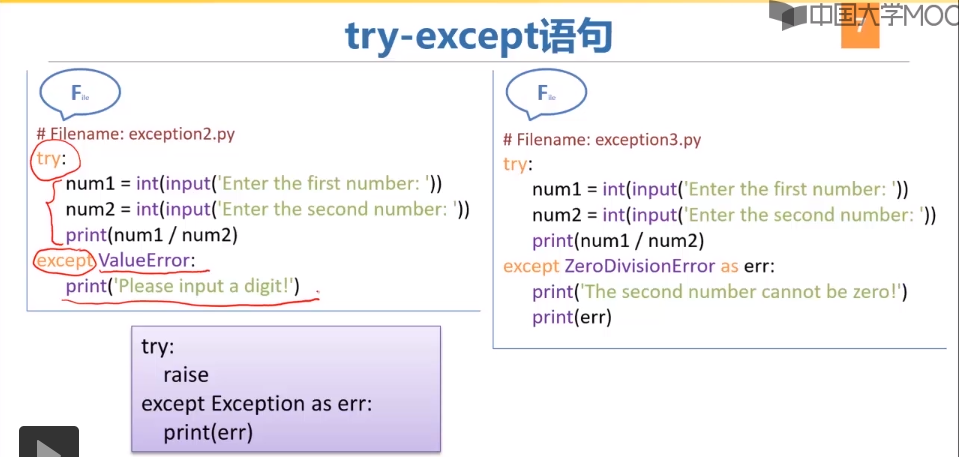 中国大学MOO
7
try-except语句
File
# Filename: exception2.py
try:
num1 = int(input('Enter the first number: '))
num2 = int(input('Enter the second number: '))
print(num1 / num2)
except ValueError:
print('Please input a digit!')
try:
raise
except Exception as err:
print(err)
File
# Filename: exception3.py
try:
num1 = int(input('Enter the first number: '))
num2 = int(input('Enter the second number: '))
print(num1 / num2)
except ZeroDivisionError as err:
print('The second number cannot be zero!')
print(err)